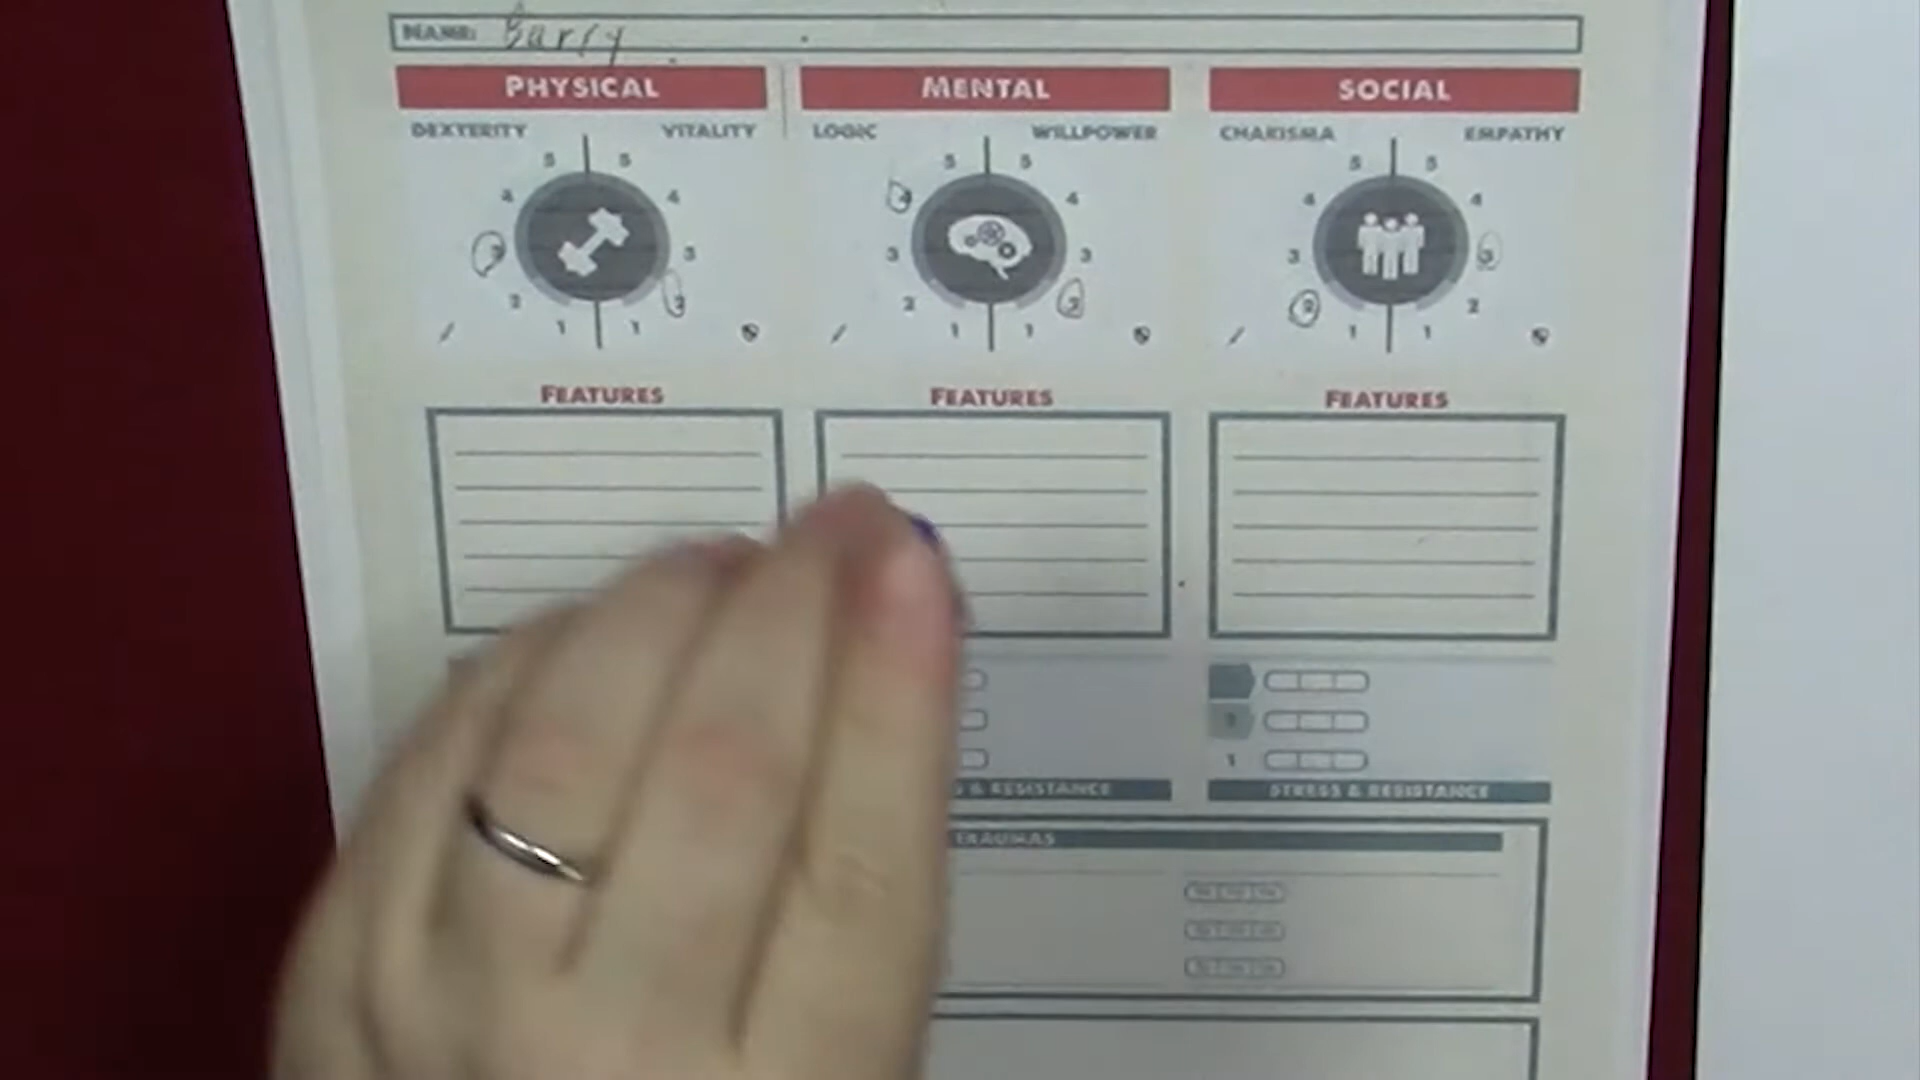 NAME: Barry
PHYSICAL MENTAL SOCIAL
DEXTERITY VITALITY LOGIC WILLPOWER CHARISMA EMPATHY
5 5 5 5 5 5
4 4 4 4 4 4
3 3 3 3 3 3
2 2 2 2 2 2
1 1 1 1 1 1
FEATURES FEATURES FEATURES
2
1
& RESISTANCE STRESS & RESISTANCE
TRAUMAS